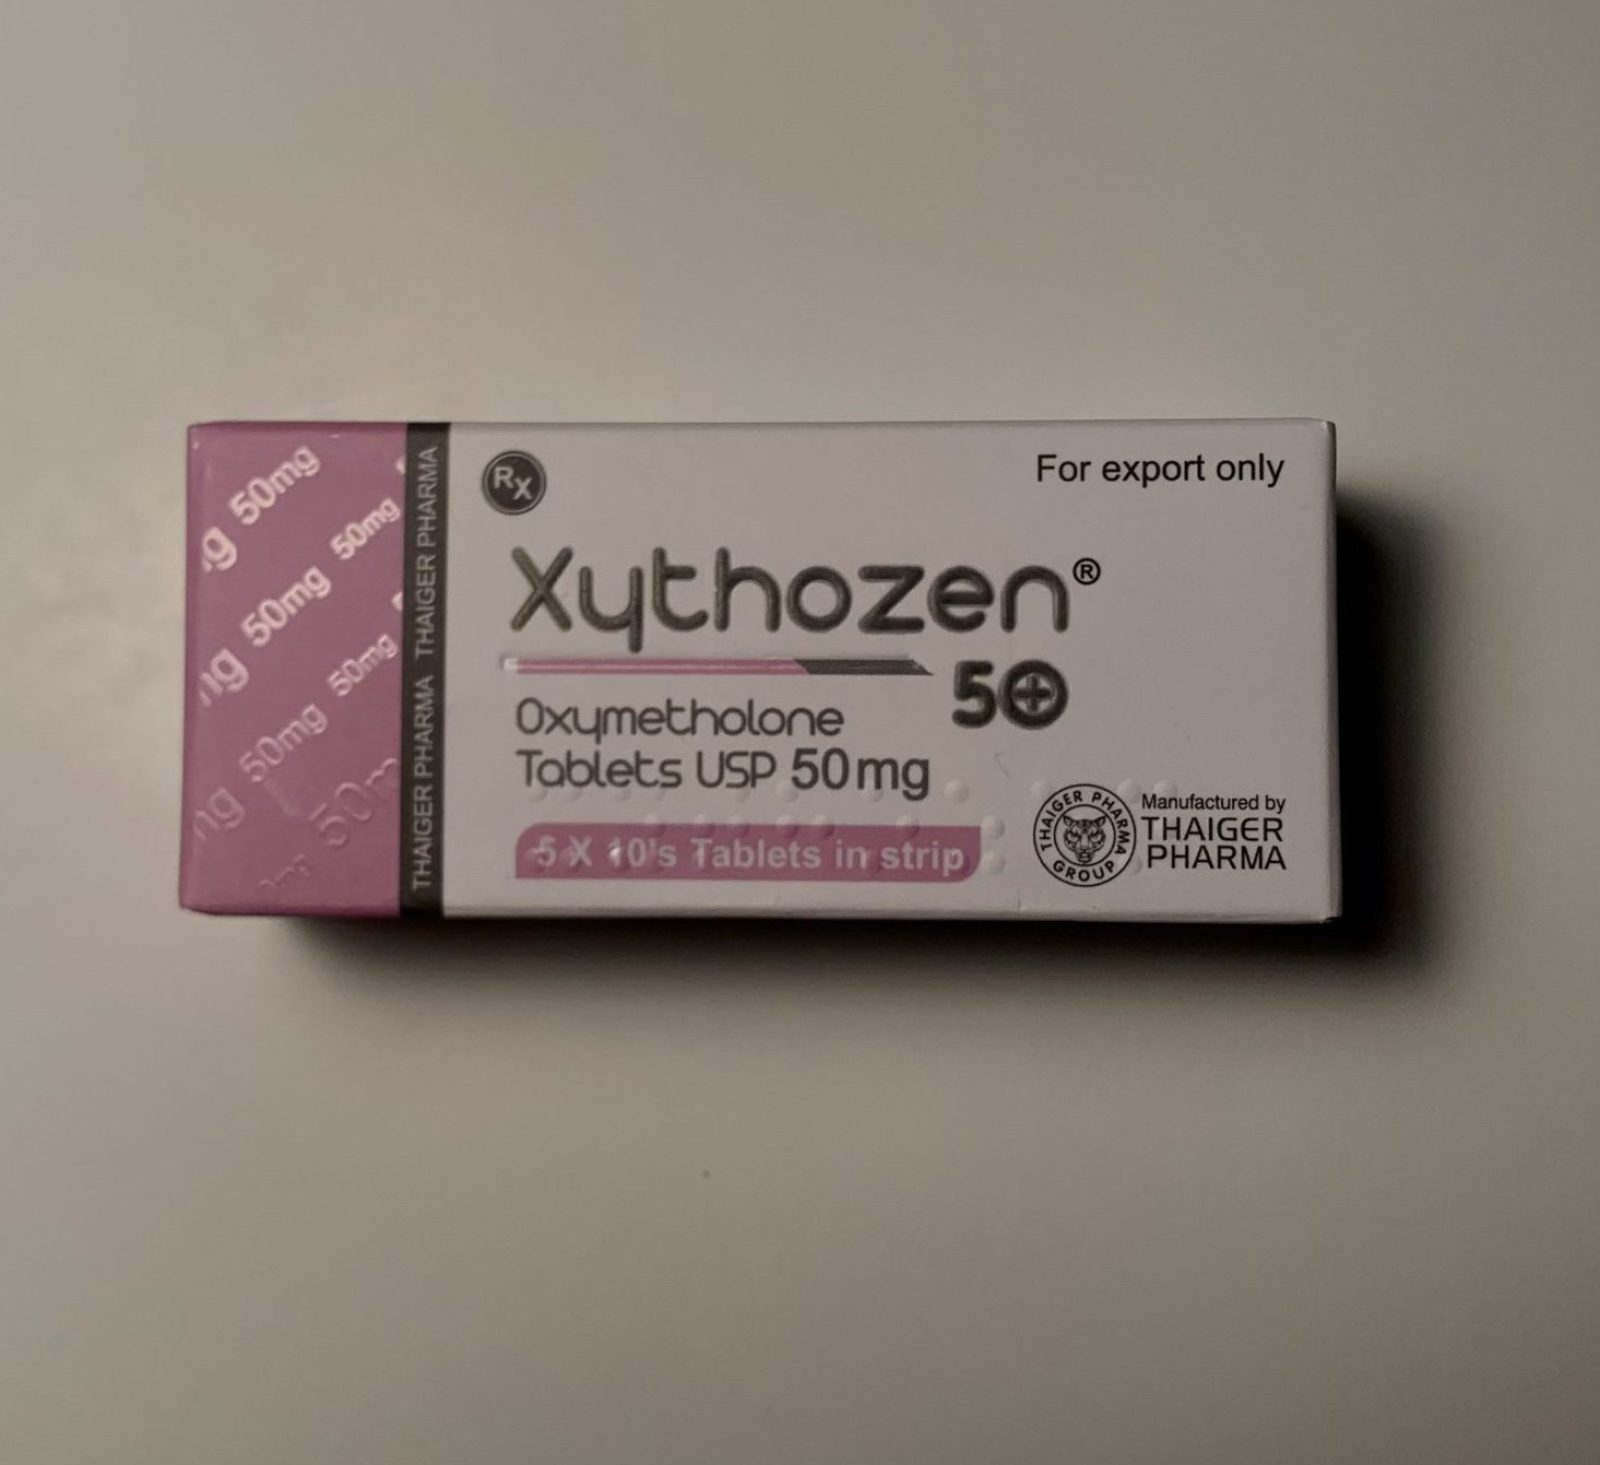 Rx
For export only
Xythozen®
50
Oxymetholone
Tablets USP 50mg
5 X 10's Tablets in strip
THAIGER PHARMA GROUP
Manufactured by
THAIGER
PHARMA
THAIGER PHARMA THAIGER PHARMA
50mg
50mg
50mg
50mg
50mg
50mg